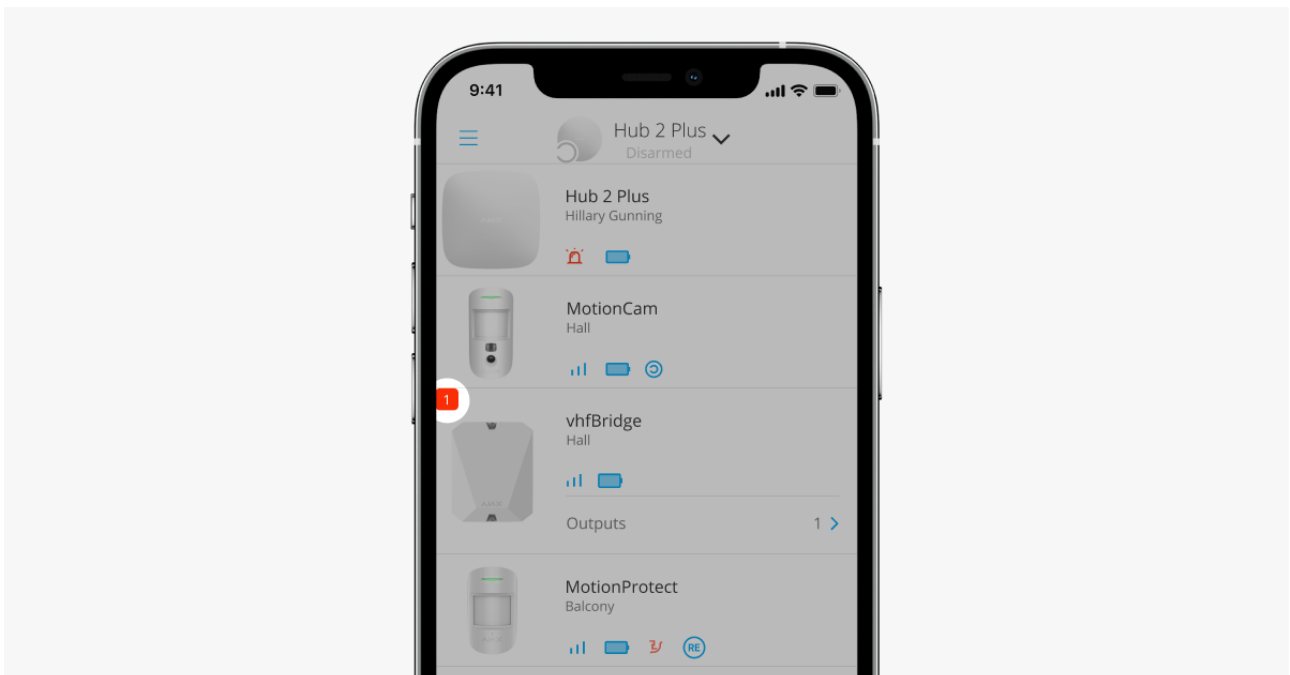 9:41
Hub 2 Plus
Disarmed
Hub 2 Plus
Hillary Gunning
MotionCam
Hall
1
vhfBridge
Hall
Outputs 1
MotionProtect
Balcony
RE